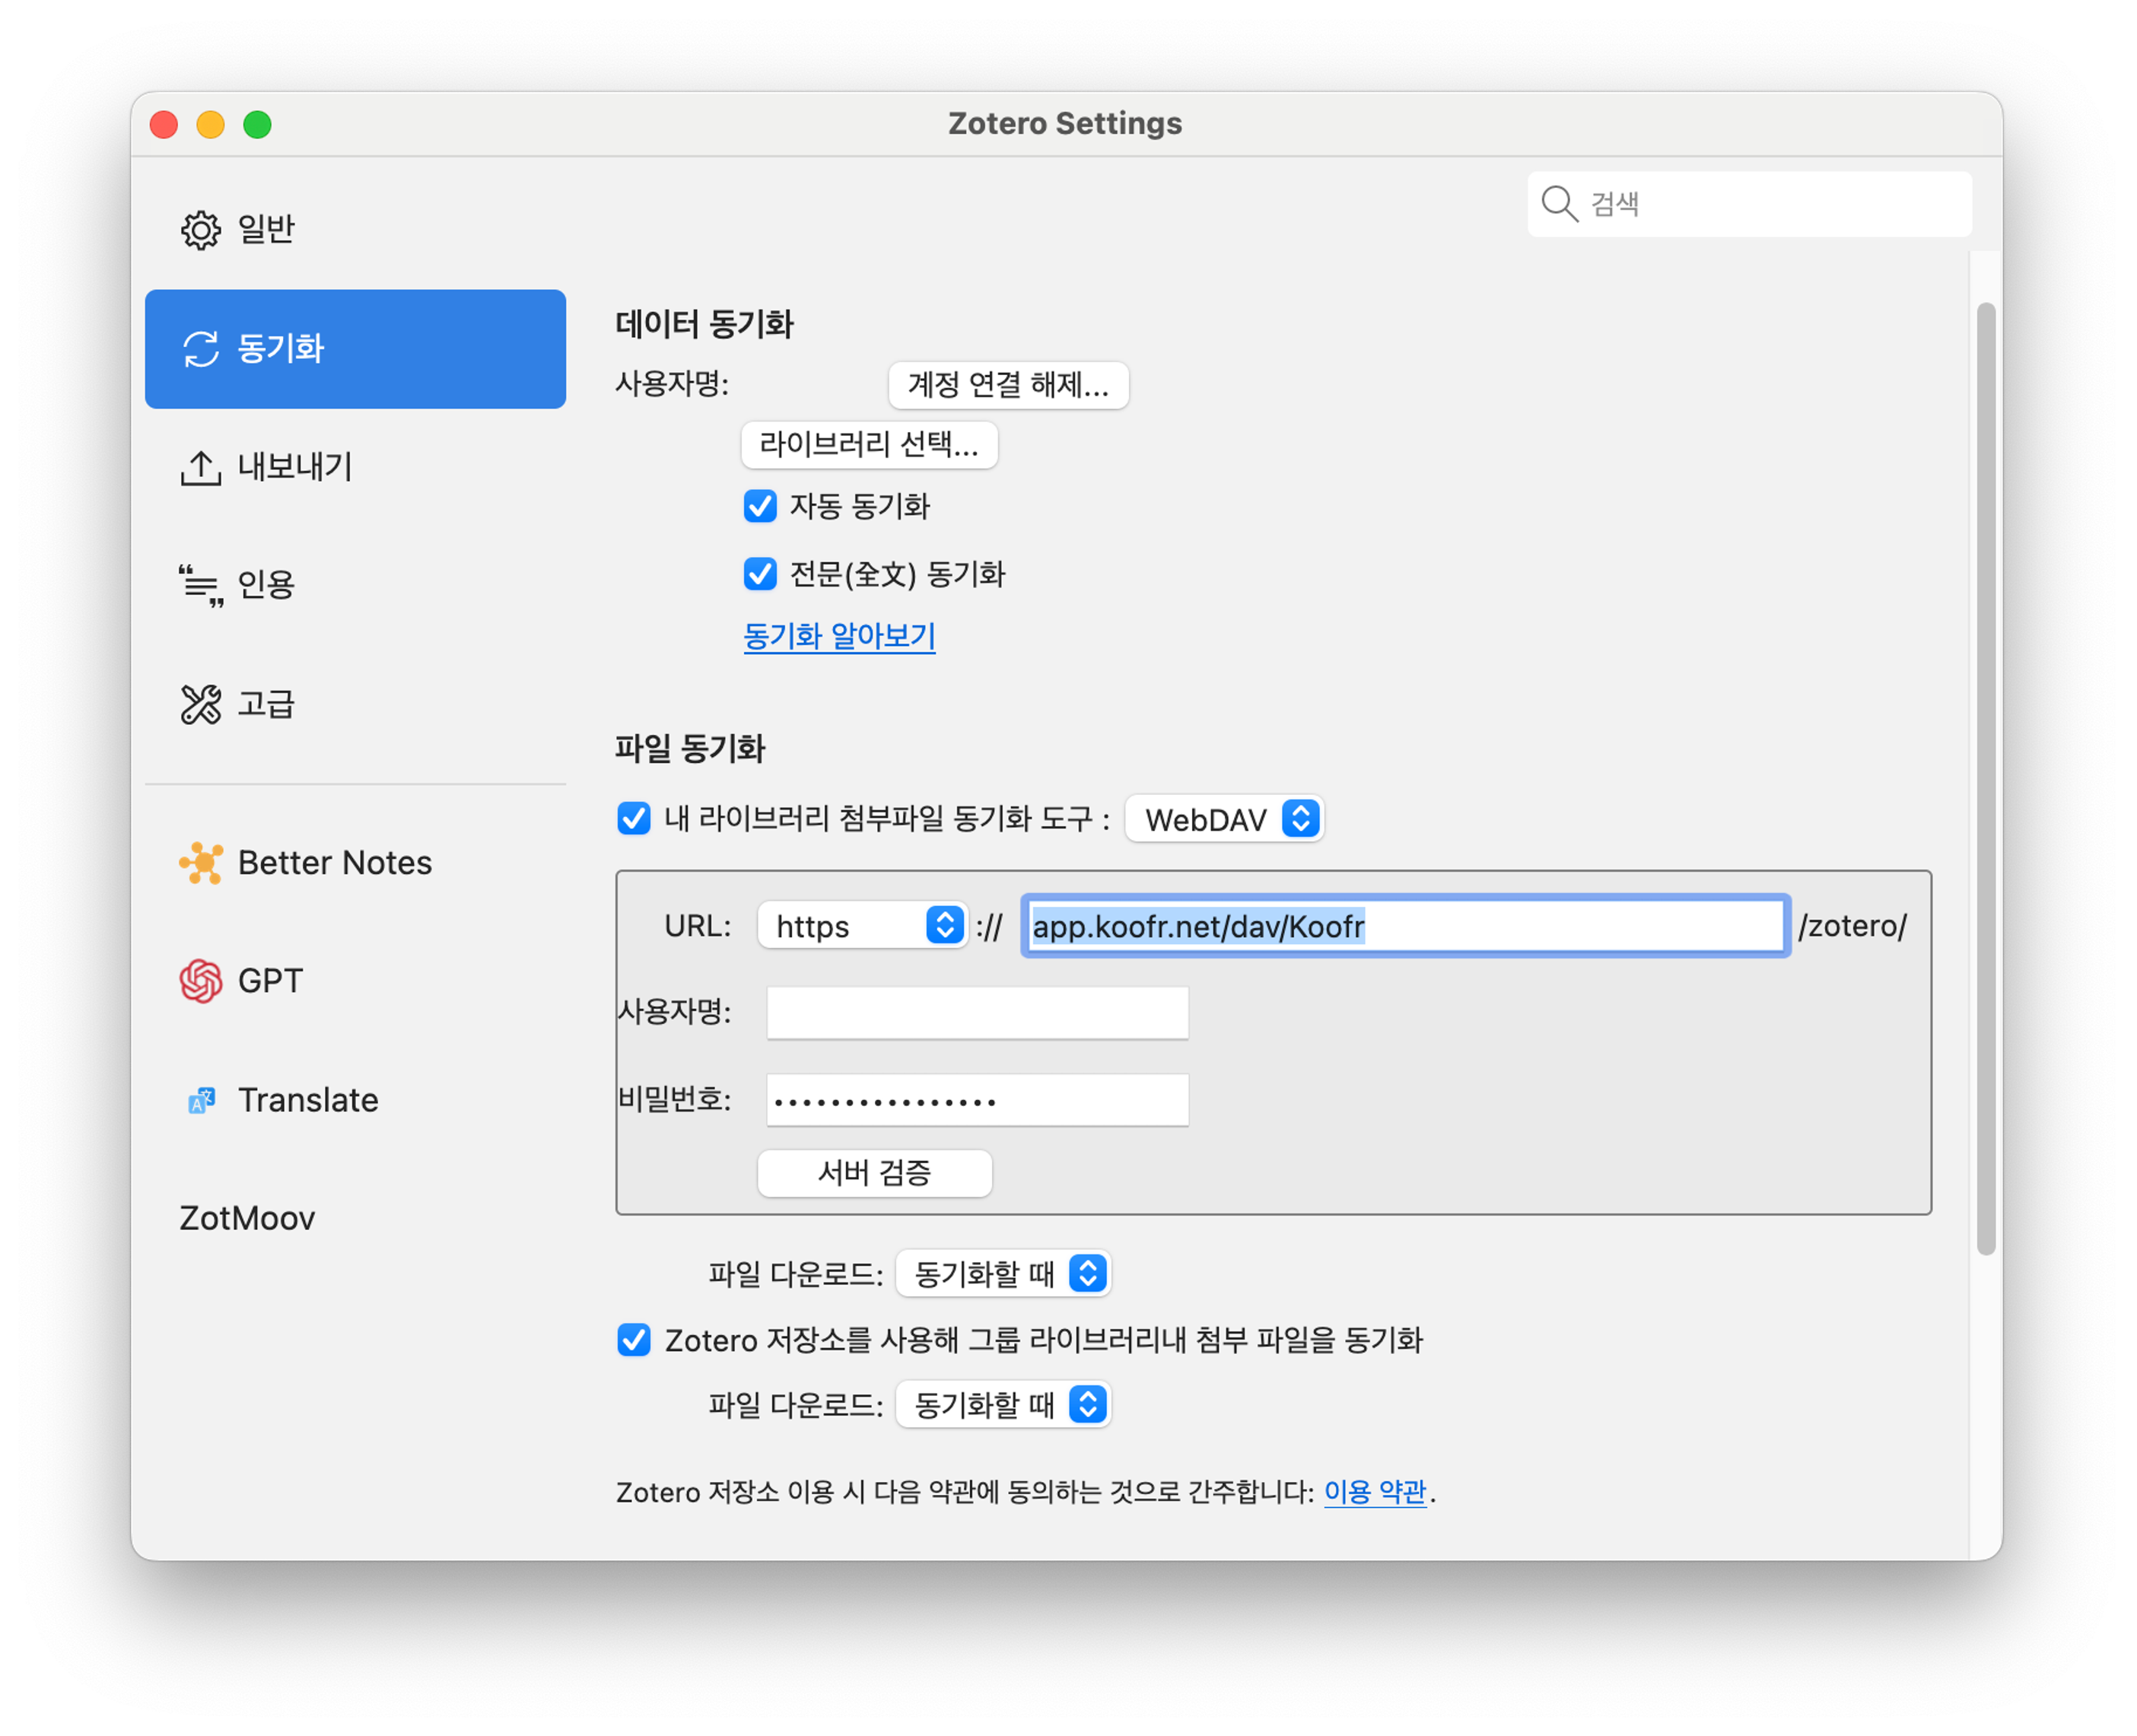 Zotero Settings
검색
일반
동기화
내보내기
인용
고급
Better Notes
GPT
Translate
ZotMoov
데이터 동기화
사용자명:
계정 연결 해제...
라이브러리 선택...
자동 동기화
전문(全文) 동기화
동기화 알아보기
파일 동기화
내 라이브러리 첨부파일 동기화 도구 : WebDAV
URL: https :// app.koofr.net/dav/Koofr /zotero/
사용자명:
비밀번호: ••••••••••••••••
서버 검증
파일 다운로드: 동기화할 때
Zotero 저장소를 사용해 그룹 라이브러리내 첨부 파일을 동기화
파일 다운로드: 동기화할 때
Zotero 저장소 이용 시 다음 약관에 동의하는 것으로 간주합니다: 이용 약관.